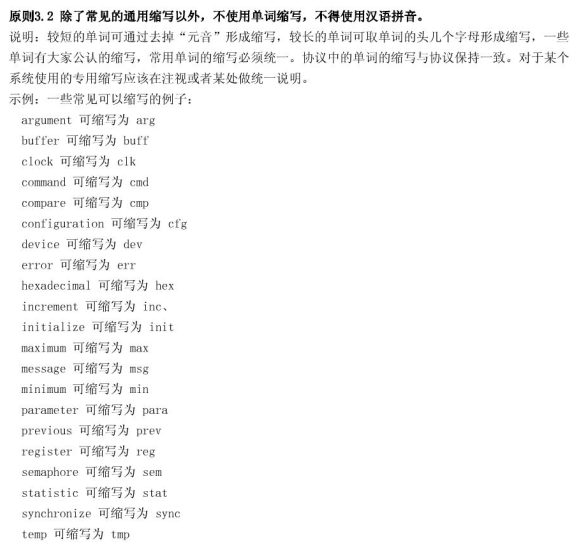 原则3.2 除了常见的通用缩写以外，不使用单词缩写，不得使用汉语拼音。
说明：较短的单词可通过去掉“元音”形成缩写，较长的单词可取单词的头几个字母形成缩写，一些
单词有大家公认的缩写，常用单词的缩写必须统一。协议中的单词的缩写与协议保持一致。对于某个
系统使用的专用缩写应该在注视或者某处做统一说明。
示例：一些常见可以缩写的例子：
argument 可缩写为 arg
buffer 可缩写为 buff
clock 可缩写为 clk
command 可缩写为 cmd
compare 可缩写为 cmp
configuration 可缩写为 cfg
device 可缩写为 dev
error 可缩写为 err
hexadecimal 可缩写为 hex
increment 可缩写为 inc、
initialize 可缩写为 init
maximum 可缩写为 max
message 可缩写为 msg
minimum 可缩写为 min
parameter 可缩写为 para
previous 可缩写为 prev
register 可缩写为 reg
semaphore 可缩写为 sem
statistic 可缩写为 stat
synchronize 可缩写为 sync
temp 可缩写为 tmp